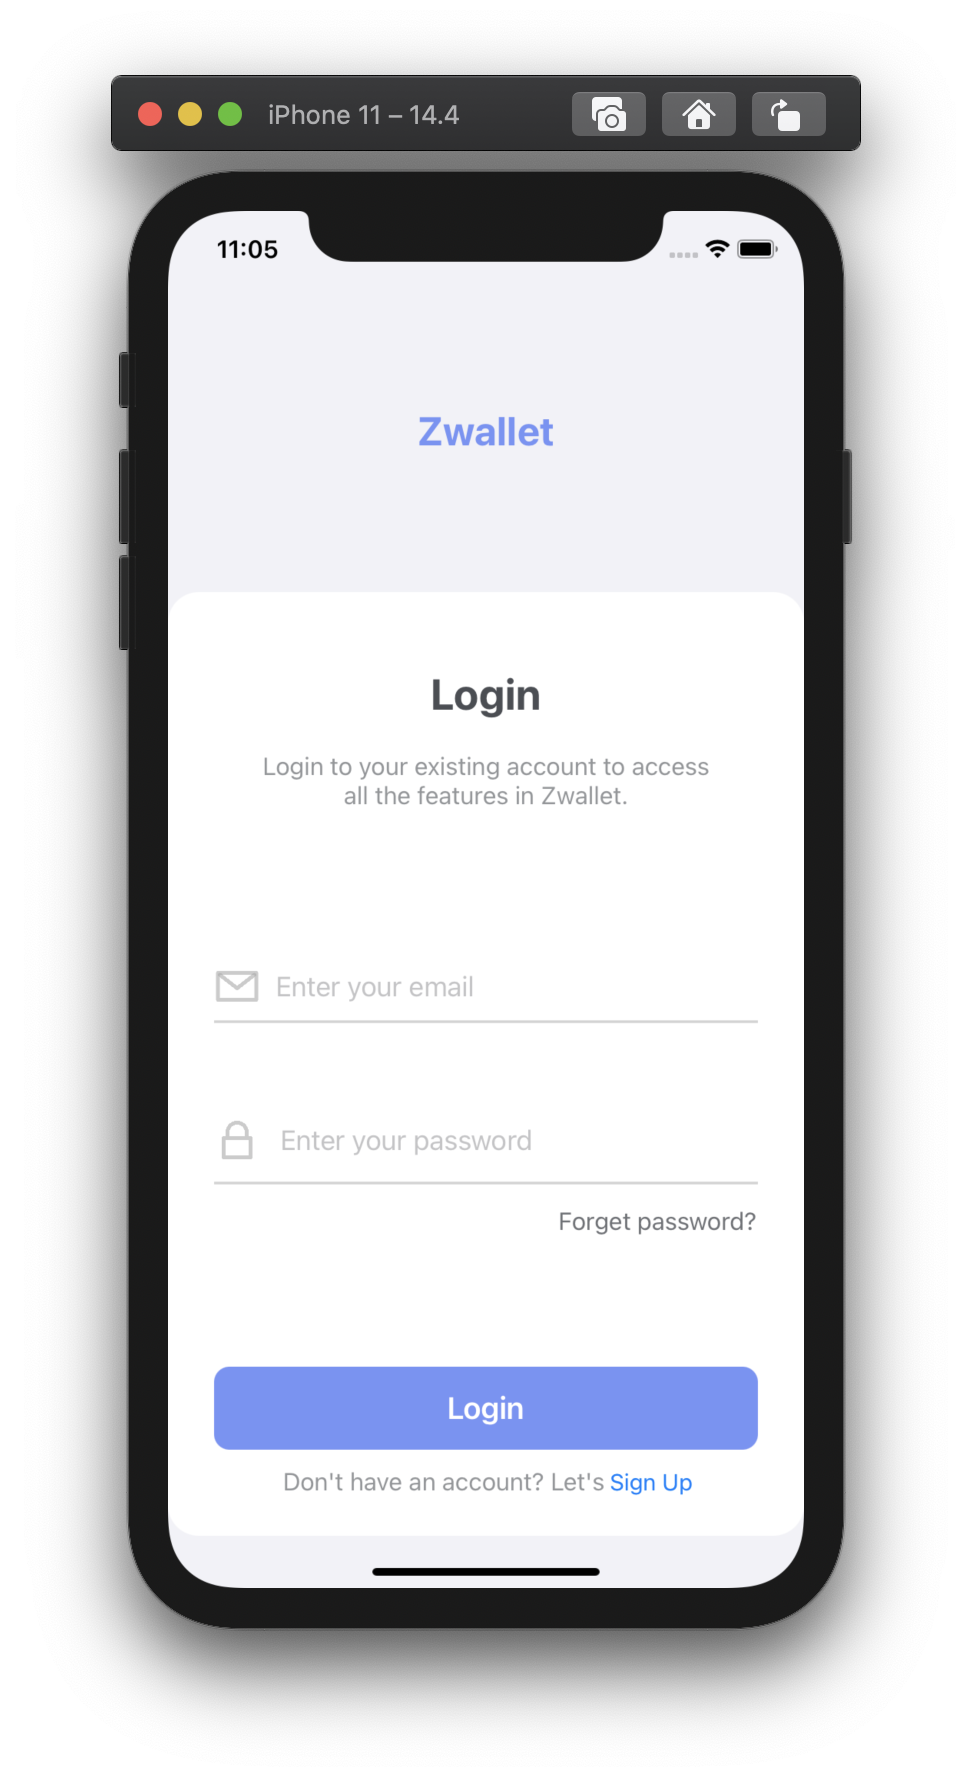 iPhone 11 – 14.4
11:05
Zwallet
Login
Login to your existing account to access
all the features in Zwallet.
Enter your email
Enter your password
Forget password?
Login
Don't have an account? Let's Sign Up